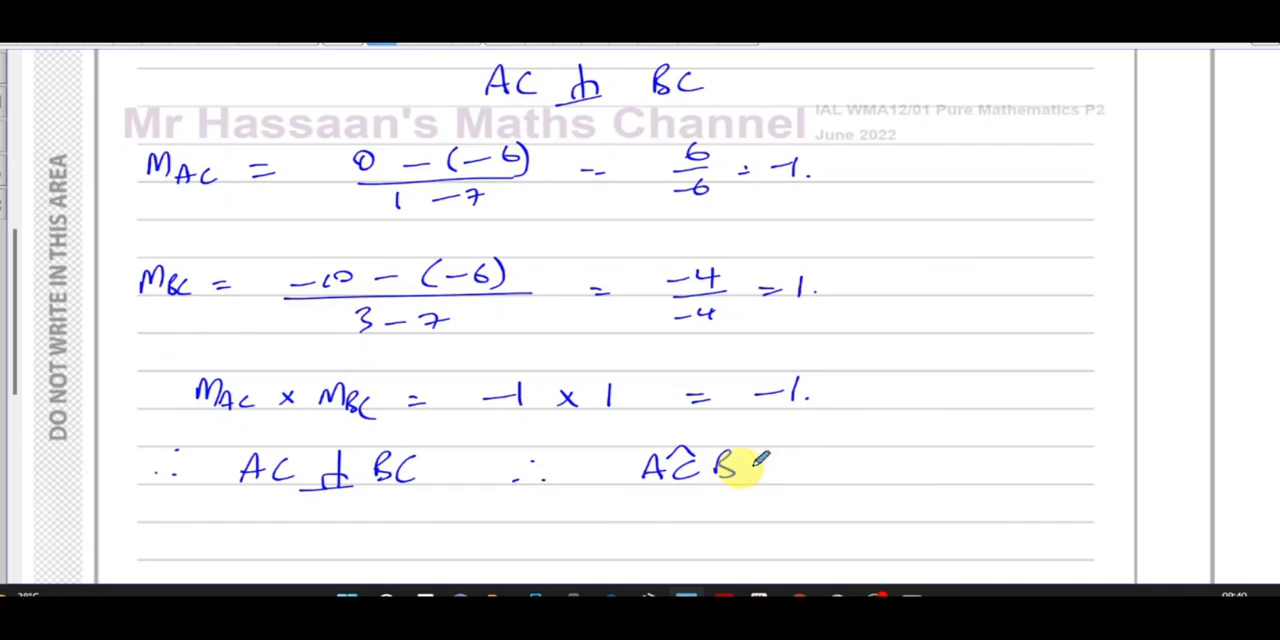 AC ⊥ BC
Mr Hassaan's Maths Channel
IAL WMA12/01 Pure Mathematics P2
June 2022
M_AC = (0 - (-6))/(1 - 7) = 6/-6 = -1.
M_BC = (-10 - (-6))/(3 - 7) = -4/-4 = 1.
M_AC × M_BC = -1 × 1 = -1.
∴ AC ⊥ BC ∴ AĈB
DO NOT WRITE IN THIS AREA